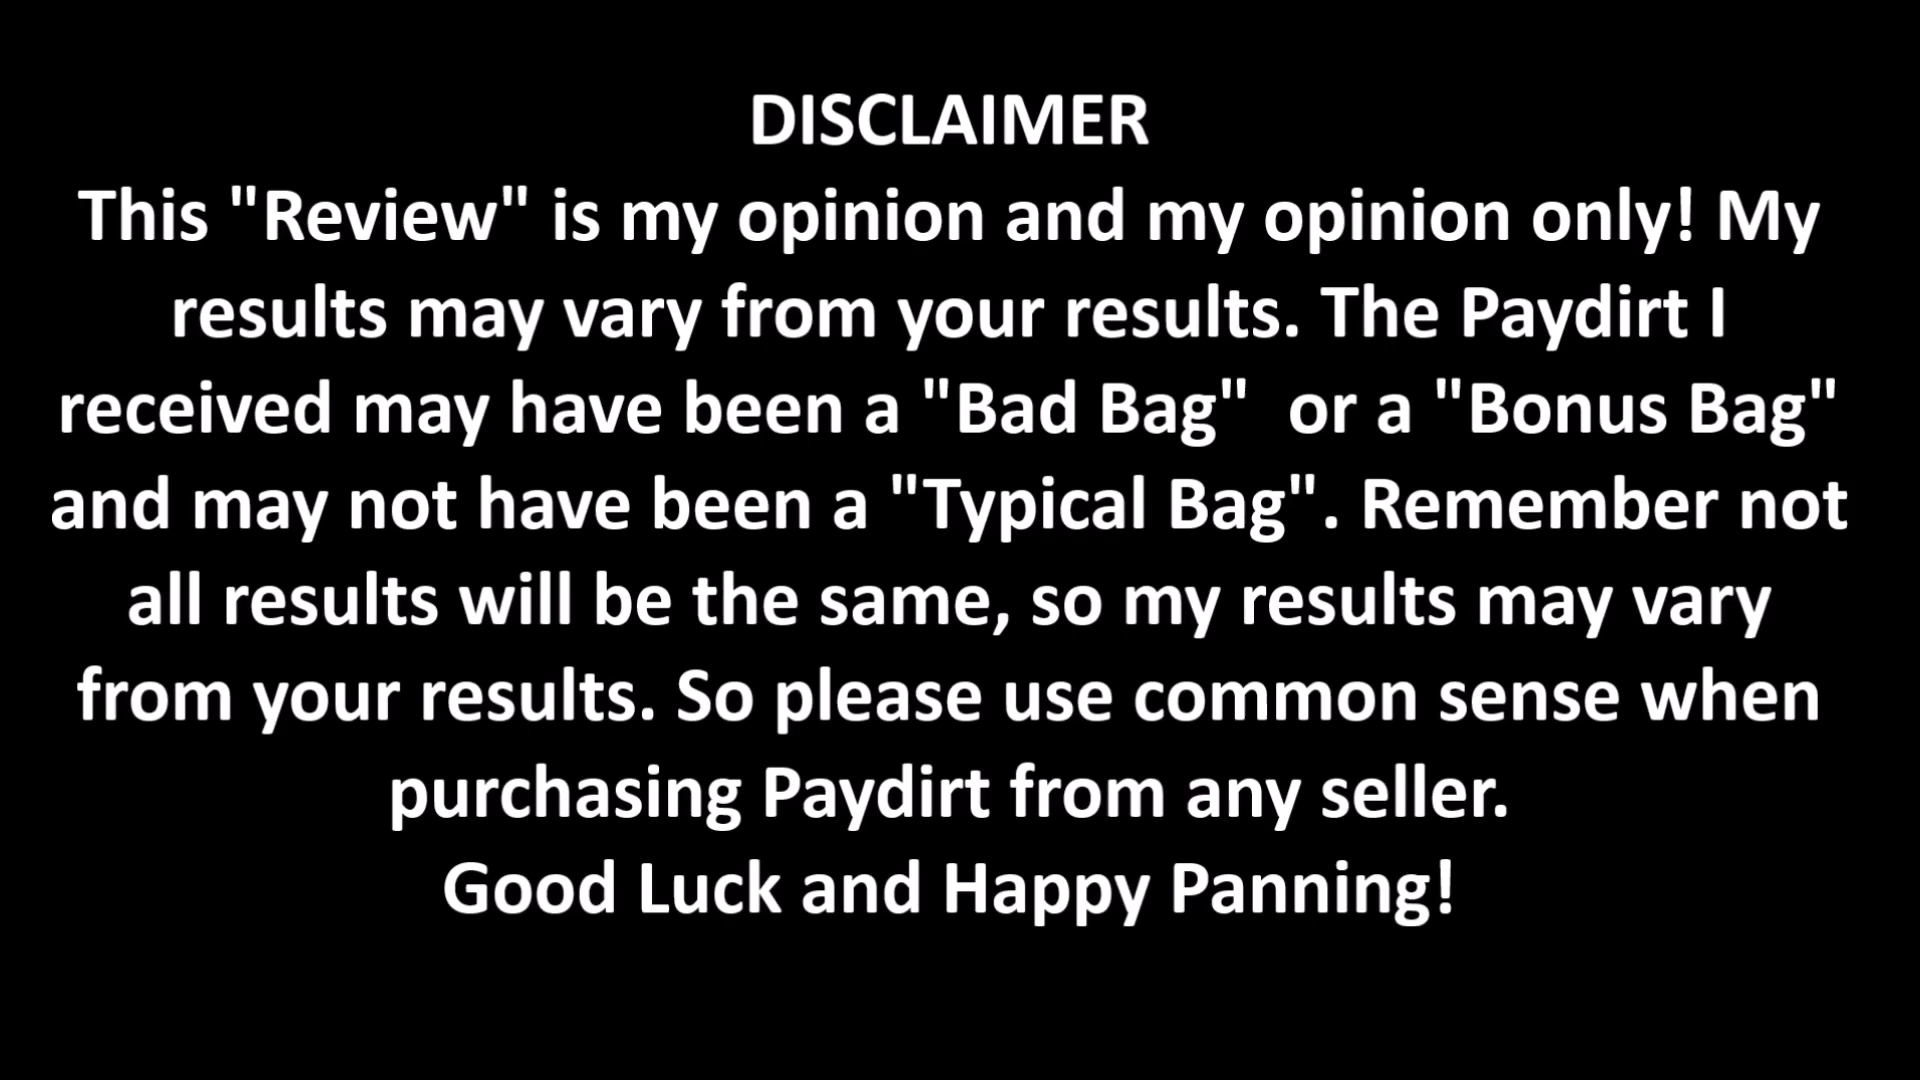 DISCLAIMER
This "Review" is my opinion and my opinion only! My
results may vary from your results. The Paydirt I
received may have been a "Bad Bag"  or a "Bonus Bag"
and may not have been a "Typical Bag". Remember not
all results will be the same, so my results may vary
from your results. So please use common sense when
purchasing Paydirt from any seller.
Good Luck and Happy Panning!